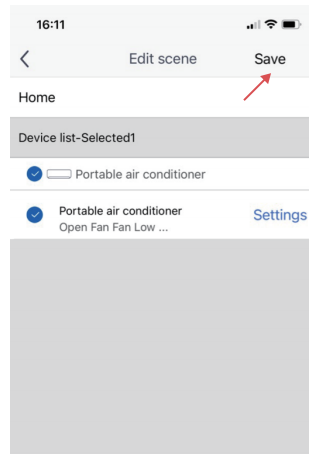 16:11
Edit scene Save
Home
Device list-Selected1
Portable air conditioner
Portable air conditioner
Settings
Open Fan Fan Low ...